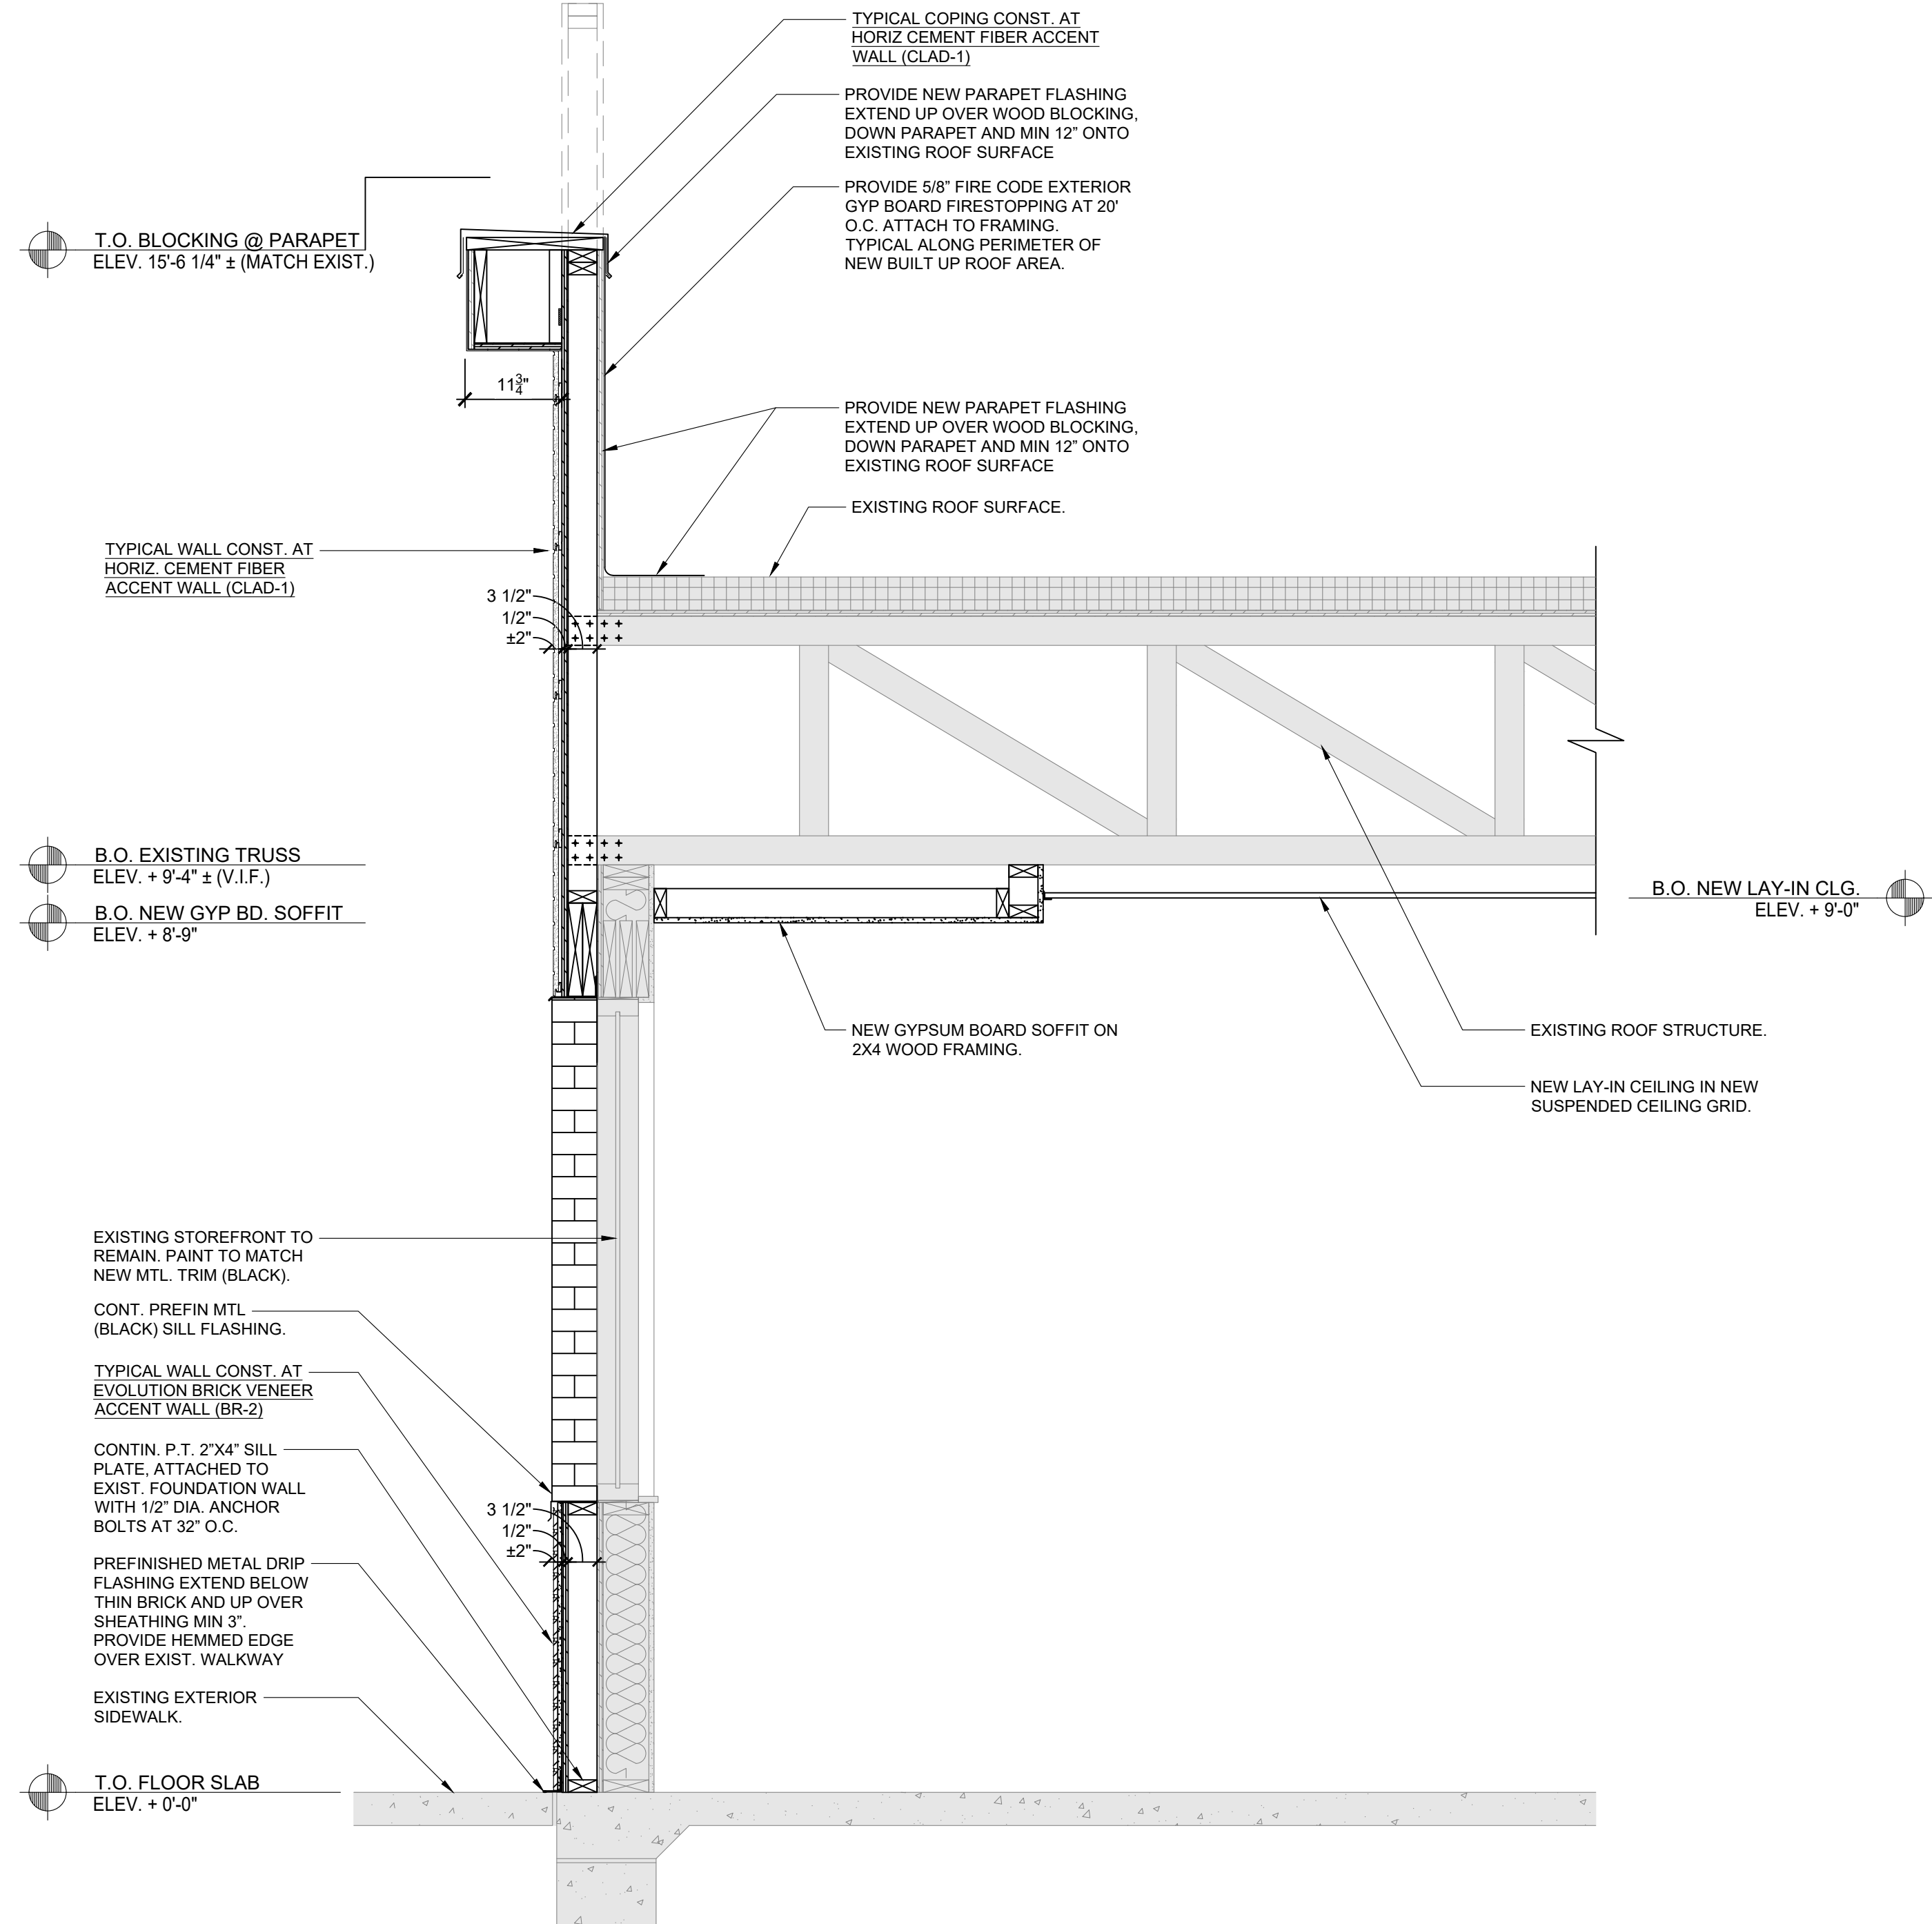 TYPICAL COPING CONST. AT
HORIZ CEMENT FIBER ACCENT
WALL (CLAD-1)
PROVIDE NEW PARAPET FLASHING
EXTEND UP OVER WOOD BLOCKING,
DOWN PARAPET AND MIN 12” ONTO
EXISTING ROOF SURFACE
PROVIDE 5/8” FIRE CODE EXTERIOR
GYP BOARD FIRESTOPPING AT 20'
O.C. ATTACH TO FRAMING.
TYPICAL ALONG PERIMETER OF
NEW BUILT UP ROOF AREA.
T.O. BLOCKING @ PARAPET
ELEV. 15'-6 1/4" ± (MATCH EXIST.)
11 3/4"
PROVIDE NEW PARAPET FLASHING
EXTEND UP OVER WOOD BLOCKING,
DOWN PARAPET AND MIN 12” ONTO
EXISTING ROOF SURFACE
EXISTING ROOF SURFACE.
TYPICAL WALL CONST. AT
HORIZ. CEMENT FIBER
ACCENT WALL (CLAD-1)
3 1/2"
1/2"
±2"
B.O. EXISTING TRUSS
ELEV. + 9'-4" ± (V.I.F.)
B.O. NEW GYP BD. SOFFIT
ELEV. + 8'-9"
B.O. NEW LAY-IN CLG.
ELEV. + 9'-0"
NEW GYPSUM BOARD SOFFIT ON
2X4 WOOD FRAMING.
EXISTING ROOF STRUCTURE.
NEW LAY-IN CEILING IN NEW
SUSPENDED CEILING GRID.
EXISTING STOREFRONT TO
REMAIN. PAINT TO MATCH
NEW MTL. TRIM (BLACK).
CONT. PREFIN MTL
(BLACK) SILL FLASHING.
TYPICAL WALL CONST. AT
EVOLUTION BRICK VENEER
ACCENT WALL (BR-2)
CONTIN. P.T. 2”X4” SILL
PLATE, ATTACHED TO
EXIST. FOUNDATION WALL
WITH 1/2” DIA. ANCHOR
BOLTS AT 32” O.C.
3 1/2"
1/2"
±2"
PREFINISHED METAL DRIP
FLASHING EXTEND BELOW
THIN BRICK AND UP OVER
SHEATHING MIN 3”.
PROVIDE HEMMED EDGE
OVER EXIST. WALKWAY
EXISTING EXTERIOR
SIDEWALK.
T.O. FLOOR SLAB
ELEV. + 0'-0"